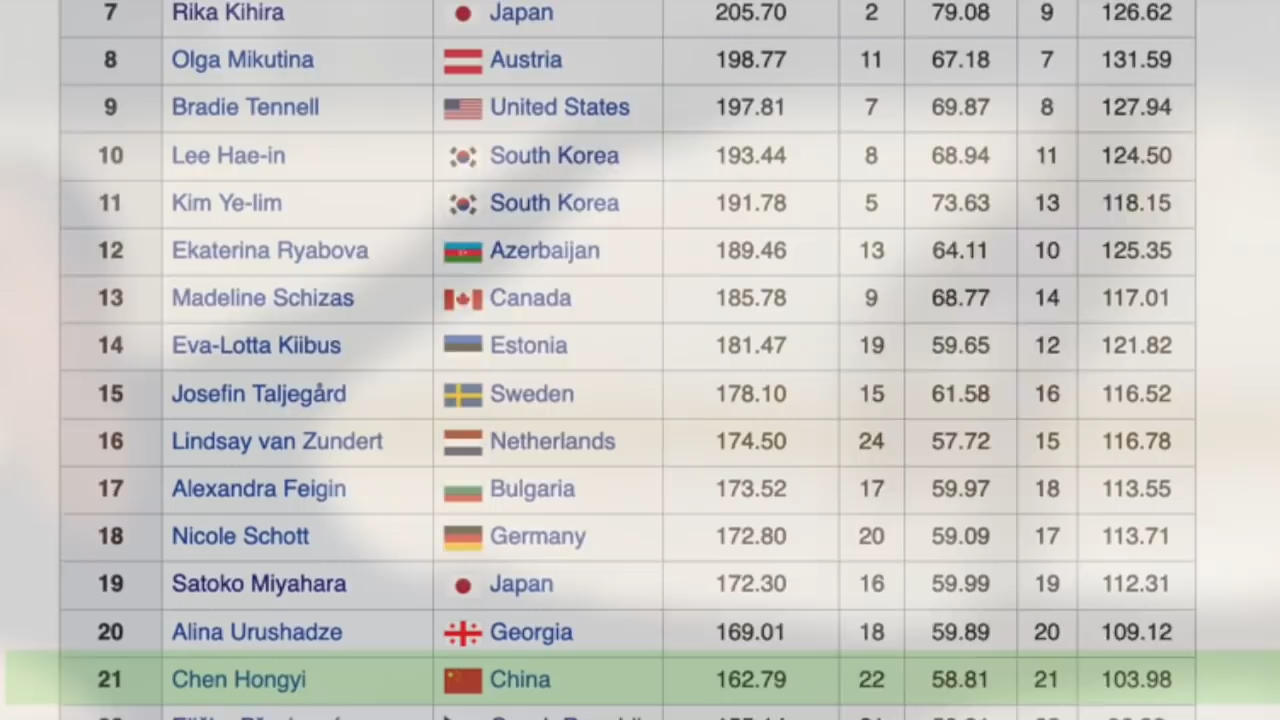 7 Rika Kihira Japan 205.70 2 79.08 9 126.62
8 Olga Mikutina Austria 198.77 11 67.18 7 131.59
9 Bradie Tennell United States 197.81 7 69.87 8 127.94
10 Lee Hae-in South Korea 193.44 8 68.94 11 124.50
11 Kim Ye-lim South Korea 191.78 5 73.63 13 118.15
12 Ekaterina Ryabova Azerbaijan 189.46 13 64.11 10 125.35
13 Madeline Schizas Canada 185.78 9 68.77 14 117.01
14 Eva-Lotta Kiibus Estonia 181.47 19 59.65 12 121.82
15 Josefin Taljegård Sweden 178.10 15 61.58 16 116.52
16 Lindsay van Zundert Netherlands 174.50 24 57.72 15 116.78
17 Alexandra Feigin Bulgaria 173.52 17 59.97 18 113.55
18 Nicole Schott Germany 172.80 20 59.09 17 113.71
19 Satoko Miyahara Japan 172.30 16 59.99 19 112.31
20 Alina Urushadze Georgia 169.01 18 59.89 20 109.12
21 Chen Hongyi China 162.79 22 58.81 21 103.98